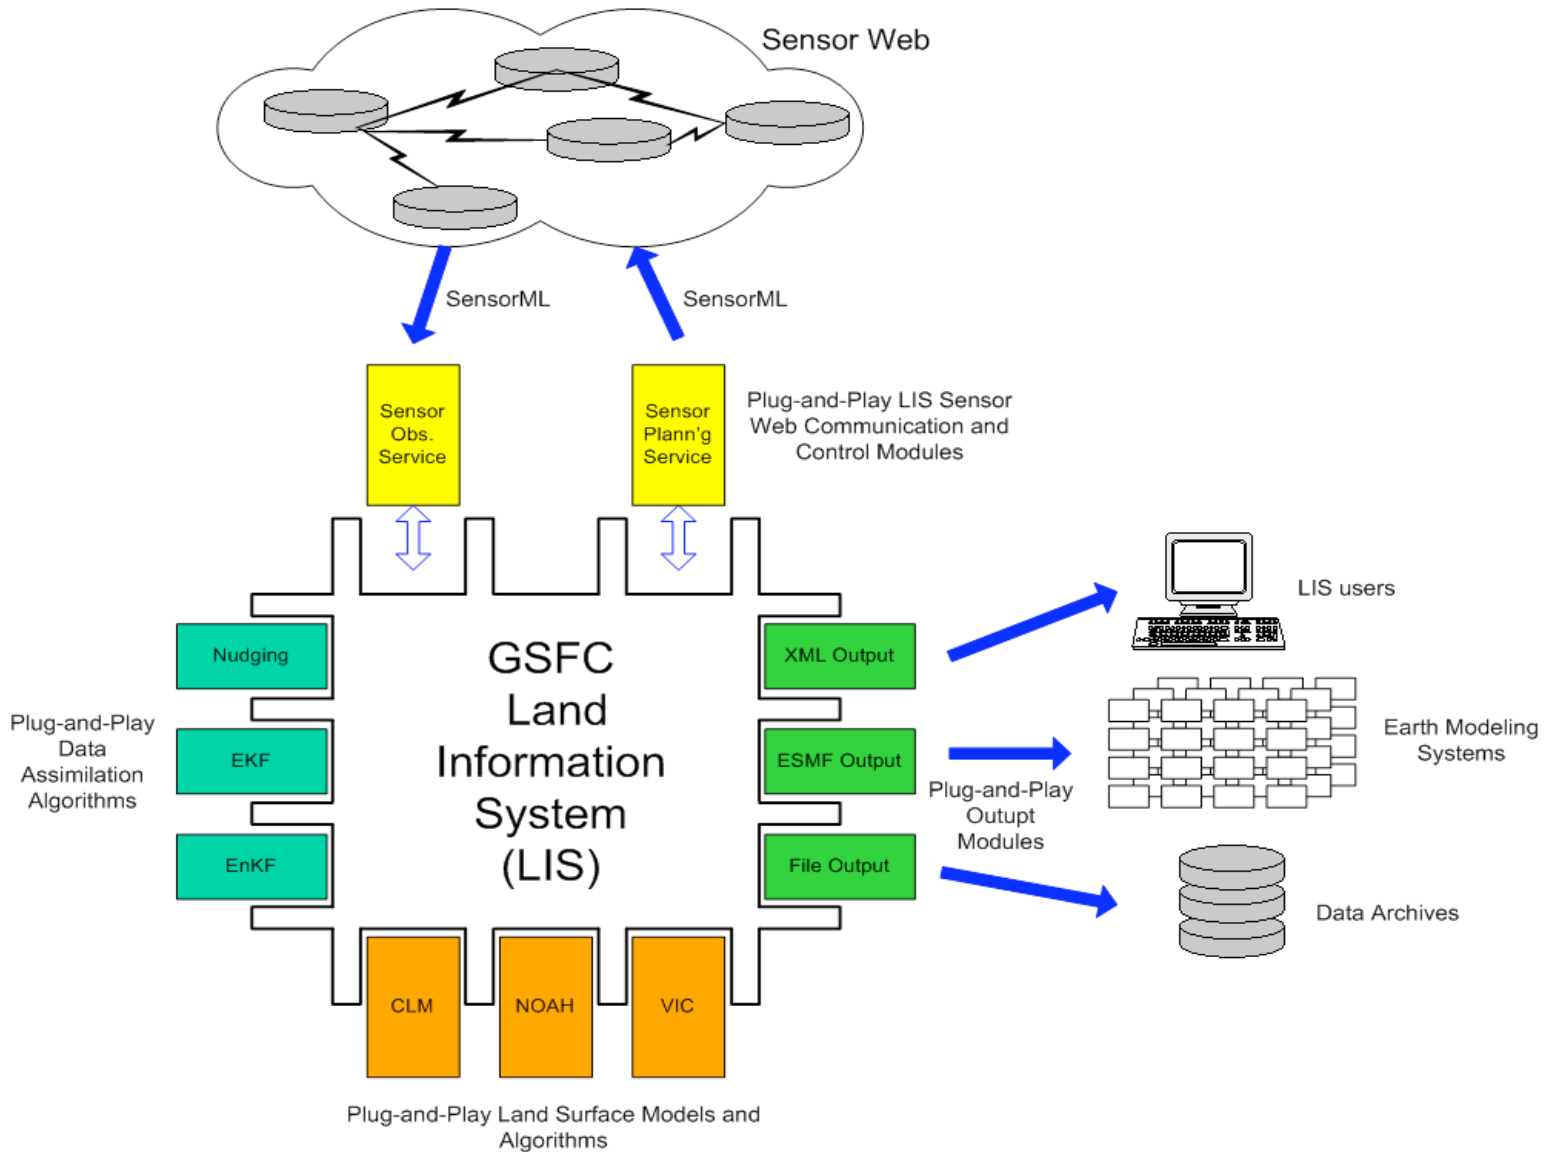 Sensor Web
SensorML
SensorML
Sensor
Obs.
Service
Sensor
Plann'g
Service
Plug-and-Play LIS Sensor
Web Communication and
Control Modules
LIS users
Nudging
EKF
EnKF
Plug-and-Play
Data
Assimilation
Algorithms
GSFC
Land
Information
System
(LIS)
XML Output
ESMF Output
File Output
Earth Modeling
Systems
Plug-and-Play
Outupt
Modules
Data Archives
CLM
NOAH
VIC
Plug-and-Play Land Surface Models and
Algorithms